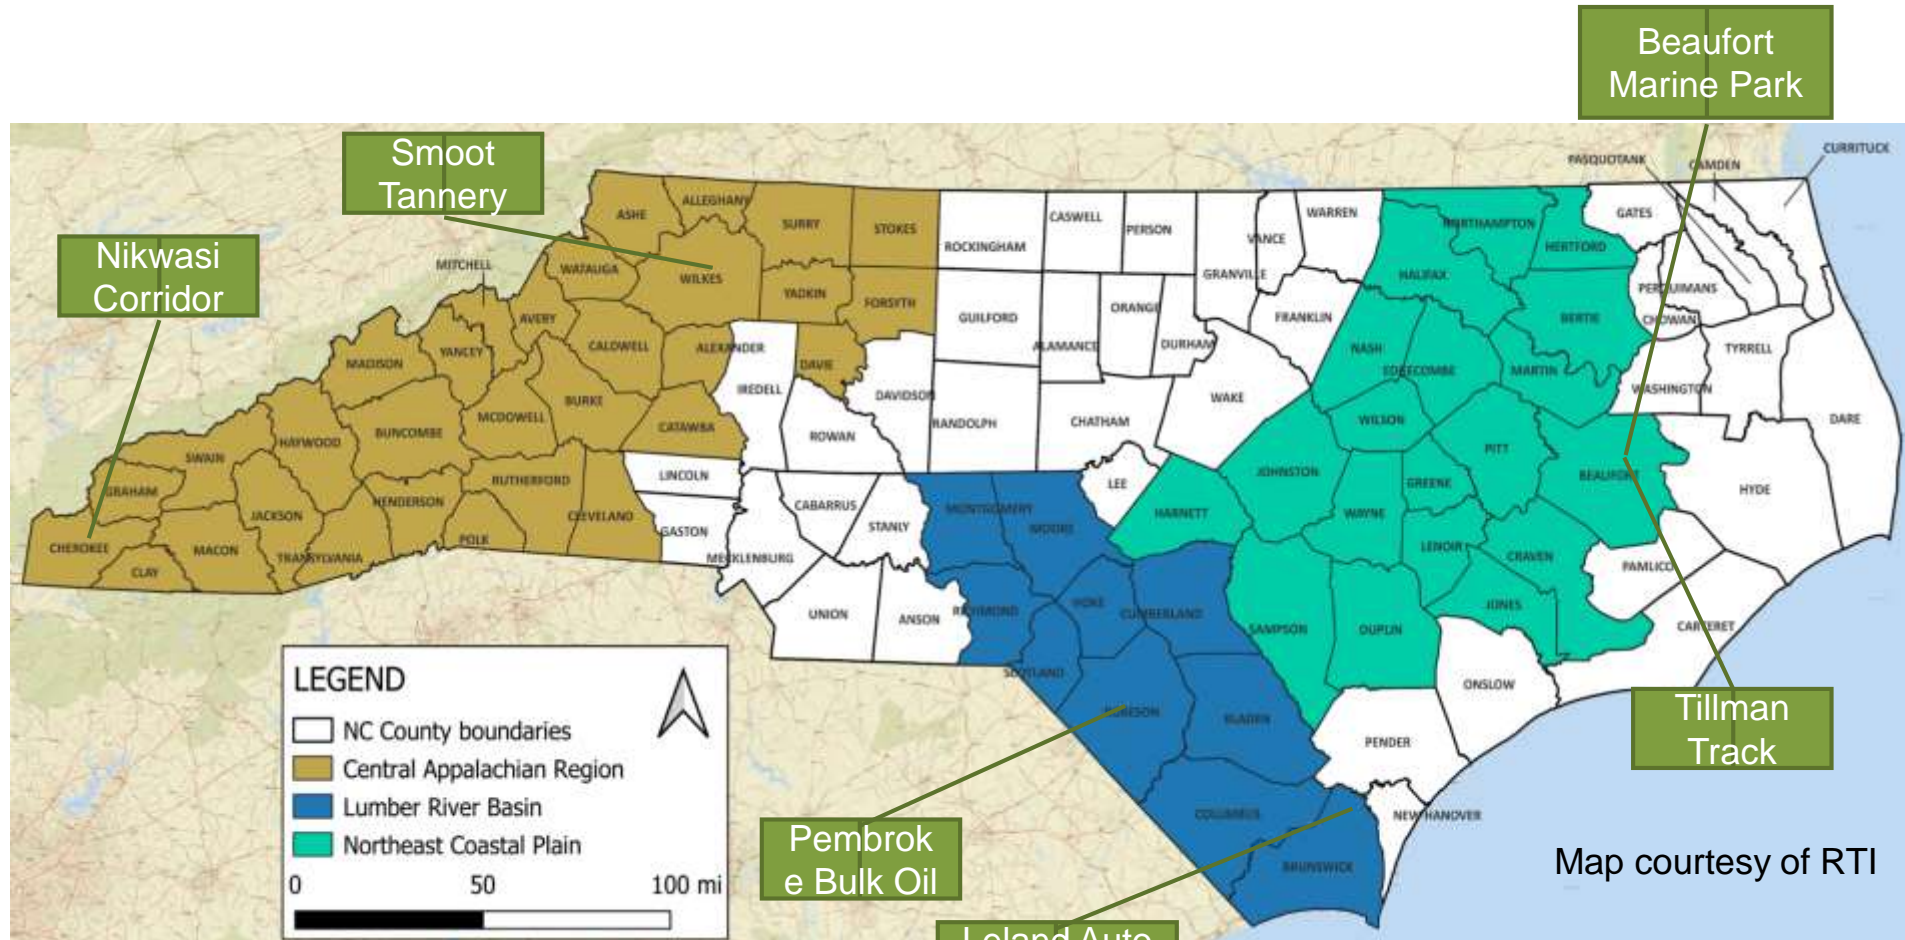 Beaufort
Marine Park
Smoot
Tannery
Nikwasi
Corridor
PASQUOTANK
CAMDEN
CURRITUCK
ASHE
ALLEGHANY
SURRY
STOKES
ROCKINGHAM
CASWELL
PERSON
GRANVILLE
VANCE
WARREN
NORTHAMPTON
HERTFORD
GATES
MITCHELL
WATAUGA
WILKES
YADKIN
FORSYTH
GUILFORD
ALAMANCE
ORANGE
DURHAM
FRANKLIN
HALIFAX
BERTIE
PERQUIMANS
CHOWAN
AVERY
YANCEY
MADISON
CALDWELL
ALEXANDER
DAVIE
IREDELL
DAVIDSON
RANDOLPH
CHATHAM
WAKE
NASH
EDGECOMBE
MARTIN
WASHINGTON
TYRRELL
DARE
SWAIN
HAYWOOD
BUNCOMBE
MCDOWELL
BURKE
CATAWBA
ROWAN
WILSON
PITT
BEAUFORT
HYDE
GRAHAM
JACKSON
HENDERSON
RUTHERFORD
CLEVELAND
LINCOLN
GASTON
CABARRUS
STANLY
MONTGOMERY
MOORE
LEE
HARNETT
JOHNSTON
WAYNE
GREENE
LENOIR
CRAVEN
PAMLICO
CHEROKEE
CLAY
MACON
TRANSYLVANIA
POLK
MECKLENBURG
UNION
ANSON
RICHMOND
HOKE
CUMBERLAND
SAMPSON
DUPLIN
JONES
CARTERET
SCOTLAND
ROBESON
BLADEN
PENDER
ONSLOW
COLUMBUS
BRUNSWICK
NEW HANOVER
Tillman
Track
LEGEND
NC County boundaries
Central Appalachian Region
Lumber River Basin
Northeast Coastal Plain
0 50 100 mi
Pembrok
e Bulk Oil
Leland Auto
Map courtesy of RTI